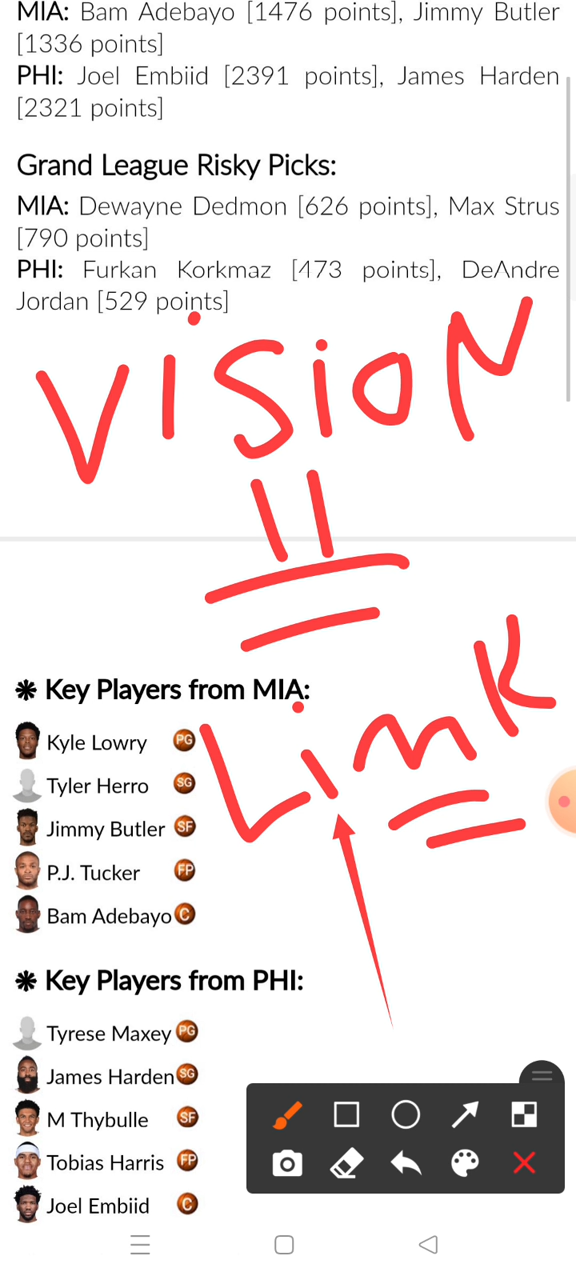 MIA: Bam Adebayo [1476 points], Jimmy Butler
[1336 points]
PHI: Joel Embiid [2391 points], James Harden
[2321 points]
Grand League Risky Picks:
MIA: Dewayne Dedmon [626 points], Max Strus
[790 points]
PHI: Furkan Korkmaz [473 points], DeAndre
Jordan [529 points]
VISiON
✱ Key Players from MIA:
LiNK
Kyle Lowry PG
Tyler Herro SG
Jimmy Butler SF
P.J. Tucker FP
Bam Adebayo C
✱ Key Players from PHI:
Tyrese Maxey PG
James Harden SG
M Thybulle SF
Tobias Harris FP
Joel Embiid C